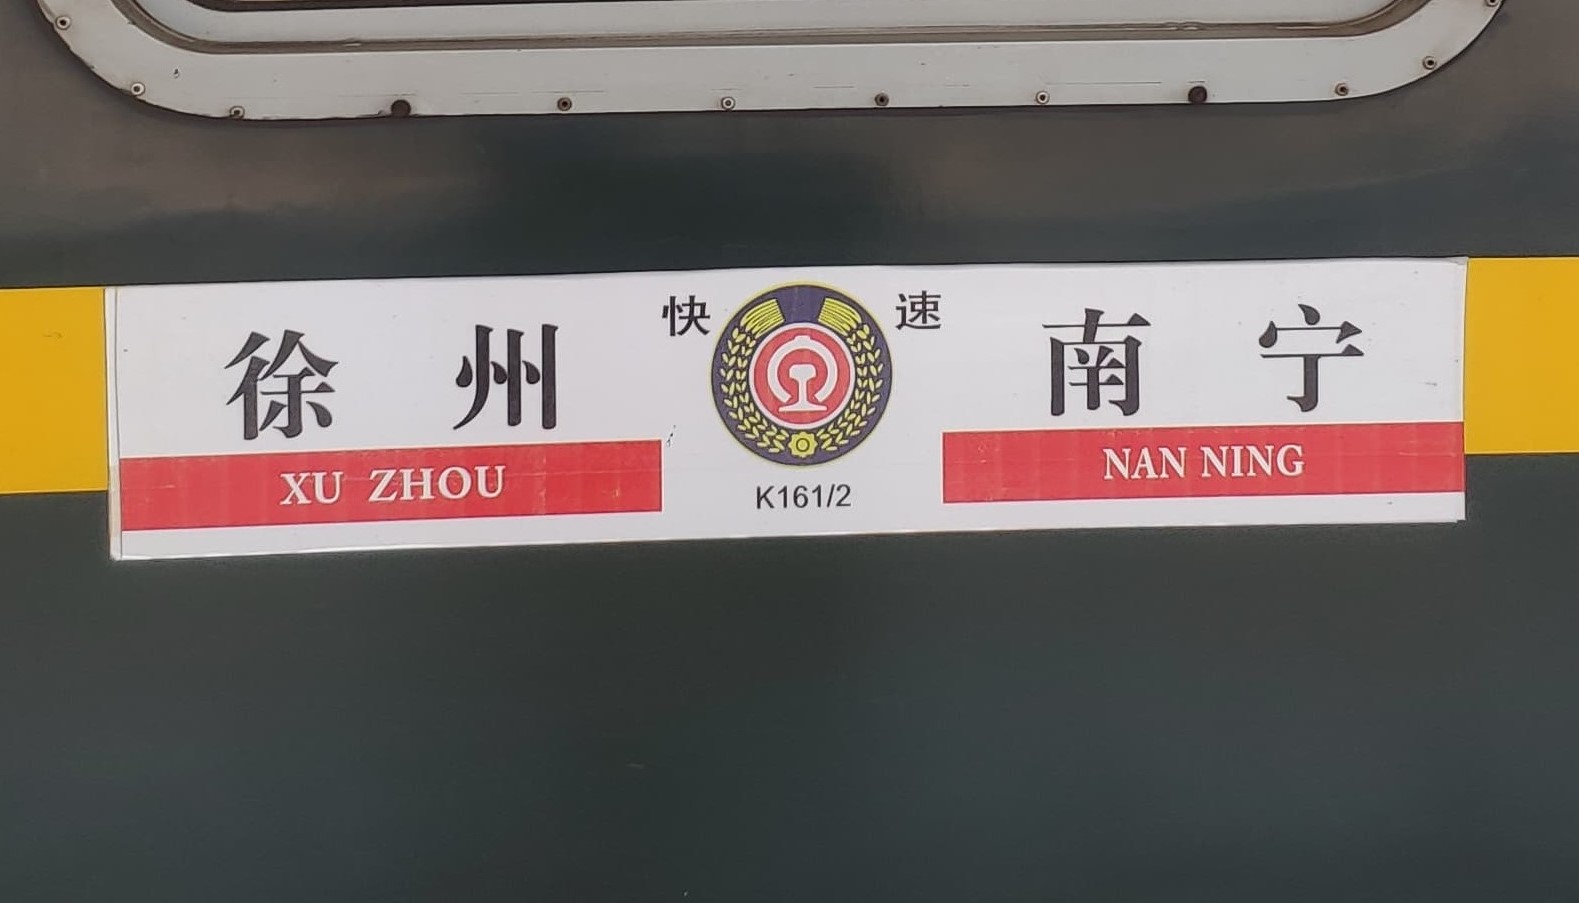 快 速
徐 州 南 宁
XU ZHOU NAN NING
K161/2